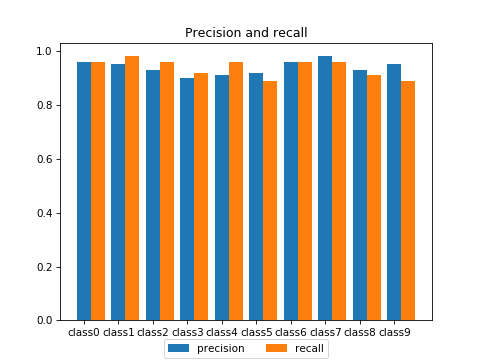 Precision and recall
1.0
0.8
0.6
0.4
0.2
0.0
class0 class1 class2 class3 class4 class5 class6 class7 class8 class9
precision recall